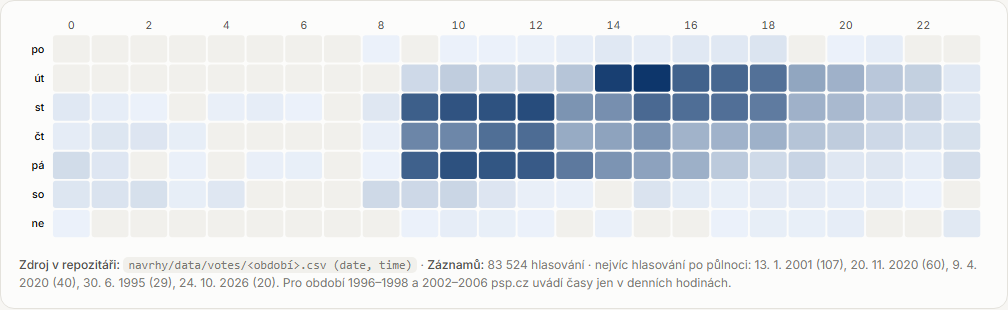 0 2 4 6 8 10 12 14 16 18 20 22
po
út
st
čt
pá
so
ne
Zdroj v repozitáři: navrhy/data/votes/<období>.csv (date, time) · Záznamů: 83 524 hlasování · nejvíc hlasování po půlnoci: 13. 1. 2001 (107), 20. 11. 2020 (60), 9. 4.
2020 (40), 30. 6. 1995 (29), 24. 10. 2026 (20). Pro období 1996–1998 a 2002–2006 psp.cz uvádí časy jen v denních hodinách.